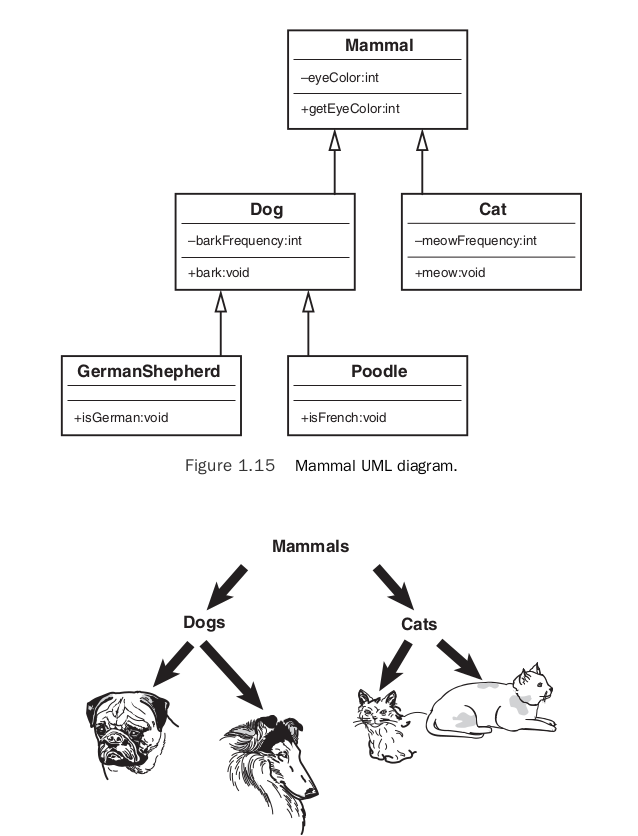 Mammal
–eyeColor:int
+getEyeColor:int
Dog
–barkFrequency:int
+bark:void
Cat
–meowFrequency:int
+meow:void
GermanShepherd
+isGerman:void
Poodle
+isFrench:void
Figure 1.15 Mammal UML diagram.
Mammals
Dogs
Cats